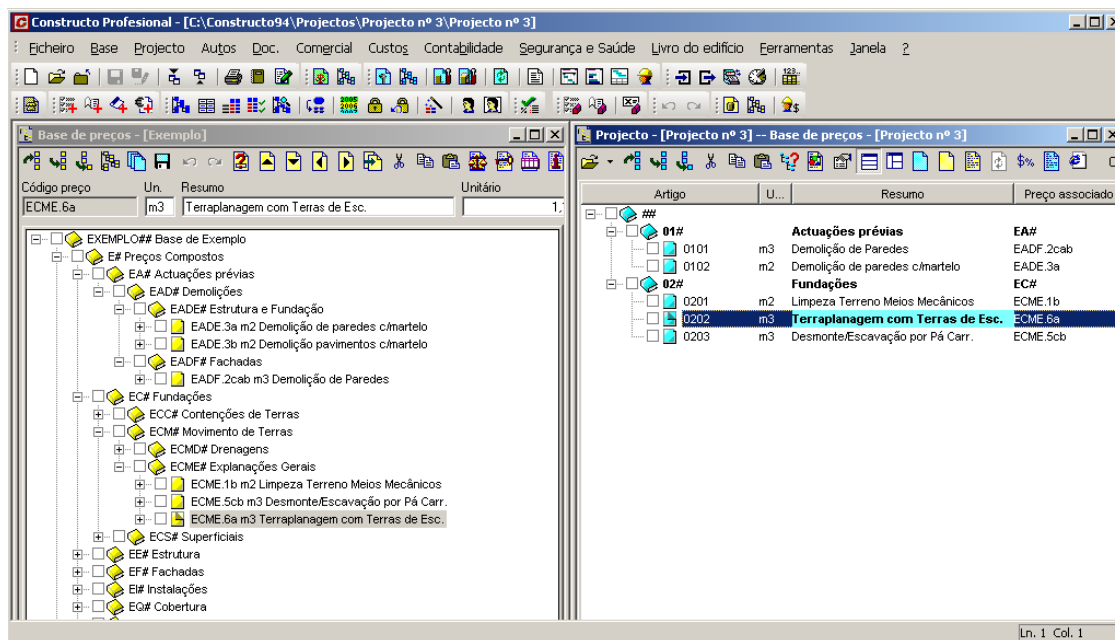 Constructo Profesional - [C:\Constructo94\Projectos\Projecto nº 3\Projecto nº 3]
Ficheiro Base Projecto Autos Doc. Comercial Custos Contabilidade Segurança e Saúde Livro do edifício Ferramentas Janela ?
Base de preços - [Exemplo]
Código preço Un. Resumo Unitário
ECME.6a m3 Terraplanagem com Terras de Esc. 1,
EXEMPLO## Base de Exemplo
E# Preços Compostos
EA# Actuações prévias
EAD# Demolições
EADE# Estrutura e Fundação
EADE.3a m2 Demolição de paredes c/martelo
EADE.3b m2 Demolição pavimentos c/martelo
EADF# Fachadas
EADF.2cab m3 Demolição de Paredes
EC# Fundações
ECC# Contenções de Terras
ECM# Movimento de Terras
ECMD# Drenagens
ECME# Explanações Gerais
ECME.1b m2 Limpeza Terreno Meios Mecânicos
ECME.5cb m3 Desmonte/Escavação por Pá Carr.
ECME.6a m3 Terraplanagem com Terras de Esc.
ECS# Superficiais
EE# Estrutura
EF# Fachadas
EI# Instalações
EQ# Cobertura
Projecto - [Projecto nº 3] -- Base de preços - [Projecto nº 3]
Artigo U... Resumo Preço associado
##
01# Actuações prévias EA#
0101 m3 Demolição de Paredes EADF.2cab
0102 m2 Demolição de paredes c/martelo EADE.3a
02# Fundações EC#
0201 m2 Limpeza Terreno Meios Mecânicos ECME.1b
0202 m3 Terraplanagem com Terras de Esc. ECME.6a
0203 m3 Desmonte/Escavação por Pá Carr. ECME.5cb
Ln. 1 Col. 1